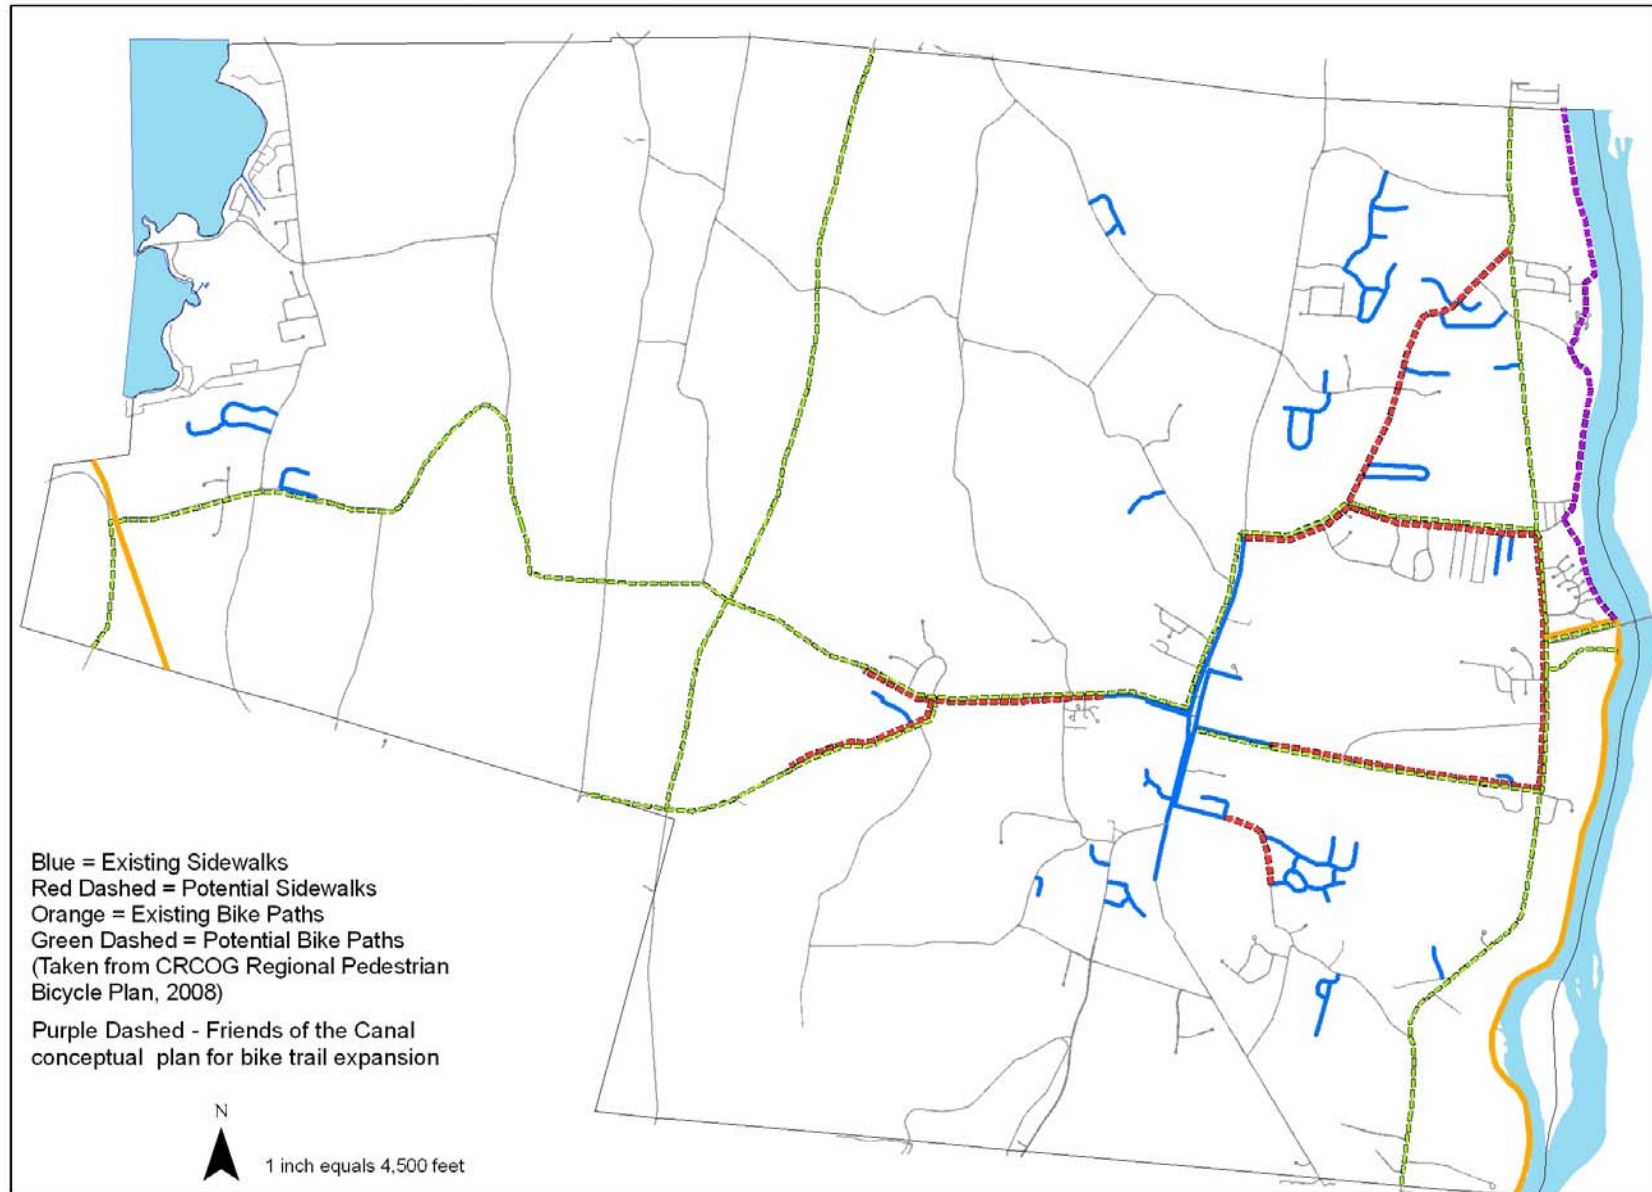 Blue = Existing Sidewalks
Red Dashed = Potential Sidewalks
Orange = Existing Bike Paths
Green Dashed = Potential Bike Paths
(Taken from CRCOG Regional Pedestrian
Bicycle Plan, 2008)
Purple Dashed - Friends of the Canal
conceptual plan for bike trail expansion
N
1 inch equals 4,500 feet